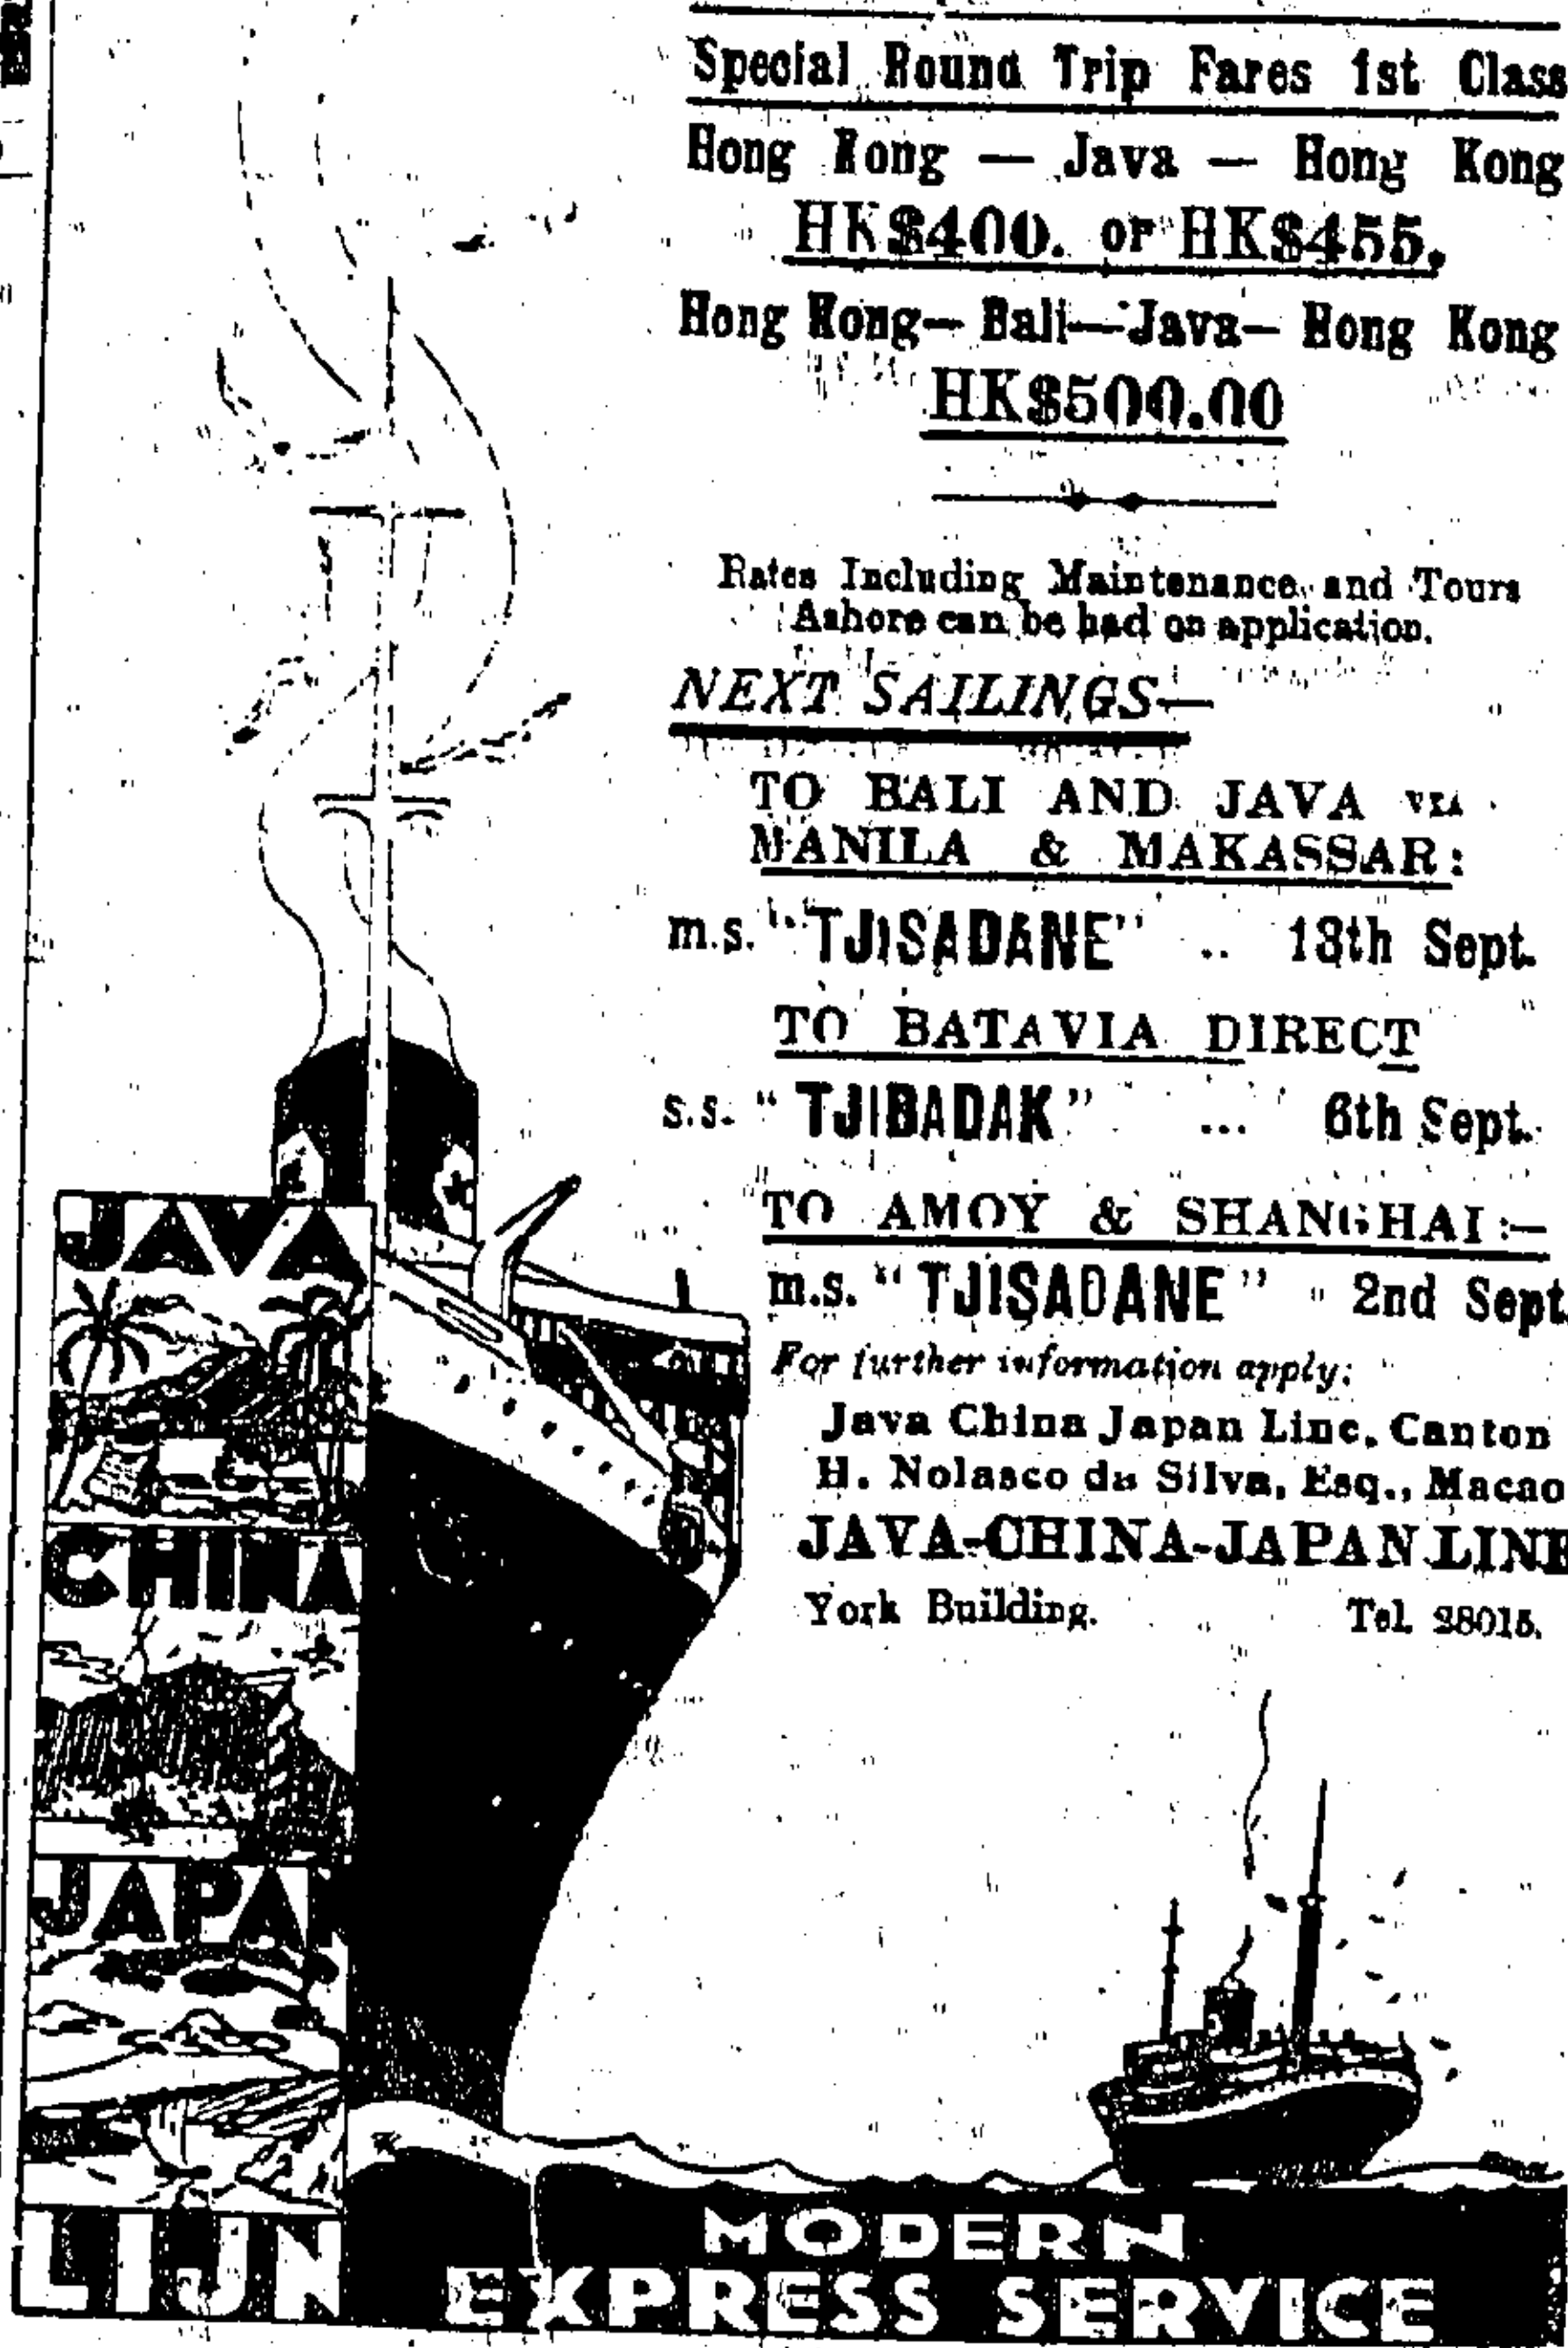 Special Round Trip Fares 1st Class
Hong Kong — Java — Hong Kong
HK$400. or HK$455.
Hong Kong— Bali—Java— Hong Kong
HK$500.00
Rates Including Maintenance and Tours
Ashore can be had on application.
NEXT SAILINGS—
TO BALI AND JAVA VIA
MANILA & MAKASSAR:
m.s. "TJISADANE" .. 13th Sept.
TO BATAVIA DIRECT
s.s. "TJIBADAK" ... 6th Sept.
TO AMOY & SHANGHAI:—
m.s. "TJISADANE" " 2nd Sept.
For further information apply:
Java China Japan Line, Canton
H. Nolasco da Silva, Esq., Macao
JAVA-CHINA-JAPAN LINE
York Building. Tel. 28015.
JAVA
CHINA
JAPAN
LIJN
MODERN
EXPRESS SERVICE